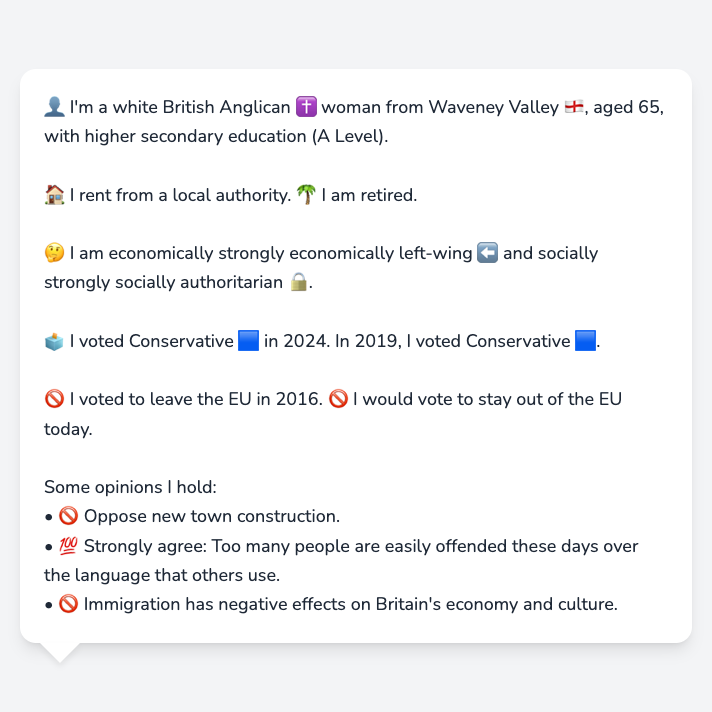 👤 I'm a white British Anglican ✝️ woman from Waveney Valley 🏴󠁧󠁢󠁥󠁮󠁧󠁿, aged 65,
with higher secondary education (A Level).
🏠 I rent from a local authority. 🌴 I am retired.
🤔 I am economically strongly economically left-wing ⬅️ and socially
strongly socially authoritarian 🔒.
🗳️ I voted Conservative 🟦 in 2024. In 2019, I voted Conservative 🟦.
🚫 I voted to leave the EU in 2016. 🚫 I would vote to stay out of the EU
today.
Some opinions I hold:
• 🚫 Oppose new town construction.
• 💯 Strongly agree: Too many people are easily offended these days over
the language that others use.
• 🚫 Immigration has negative effects on Britain's economy and culture.